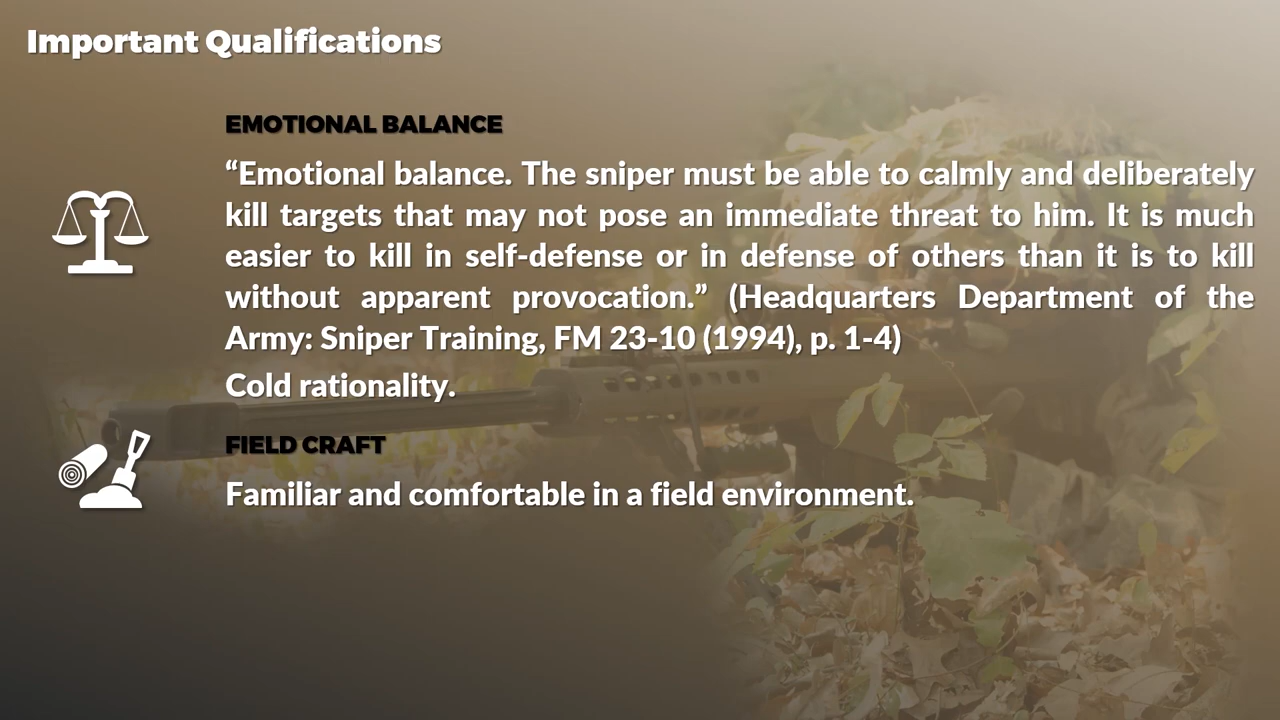 Important Qualifications
EMOTIONAL BALANCE
“Emotional balance. The sniper must be able to calmly and deliberately
kill targets that may not pose an immediate threat to him. It is much
easier to kill in self-defense or in defense of others than it is to kill
without apparent provocation.” (Headquarters Department of the
Army: Sniper Training, FM 23-10 (1994), p. 1-4)
Cold rationality.
FIELD CRAFT
Familiar and comfortable in a field environment.